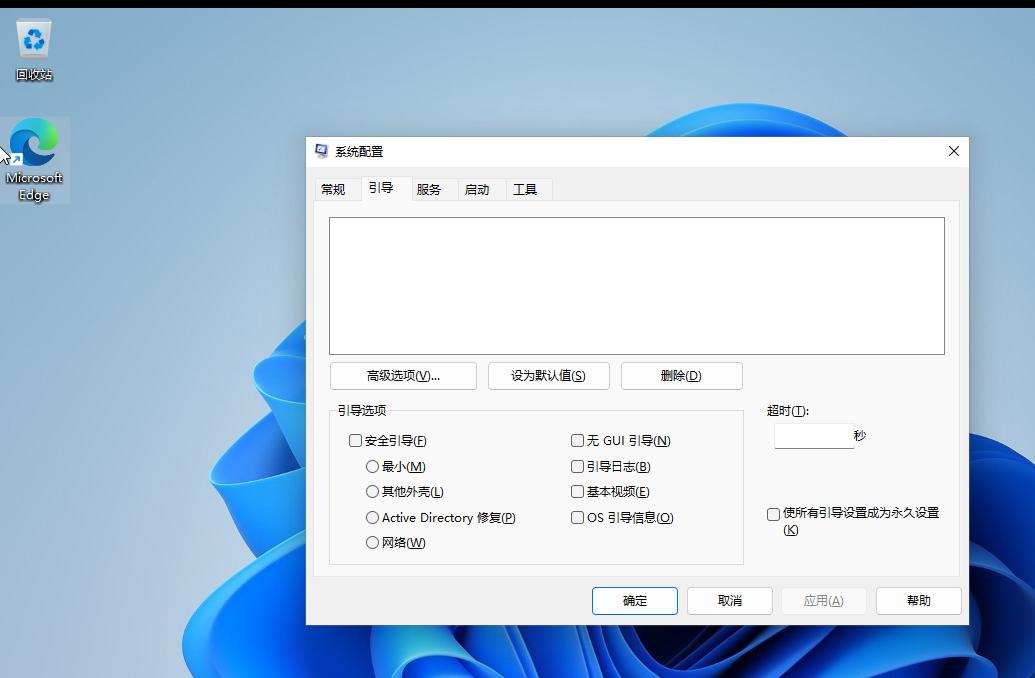 回收站
Microsoft
Edge
系统配置
常规 引导 服务 启动 工具
高级选项(V)... 设为默认值(S) 删除(D)
引导选项
超时(T):
秒
安全引导(F)
最小(M)
其他外壳(L)
Active Directory 修复(P)
网络(W)
无 GUI 引导(N)
引导日志(B)
基本视频(E)
OS 引导信息(O)
使所有引导设置成为永久设置
(K)
确定 取消 应用(A) 帮助